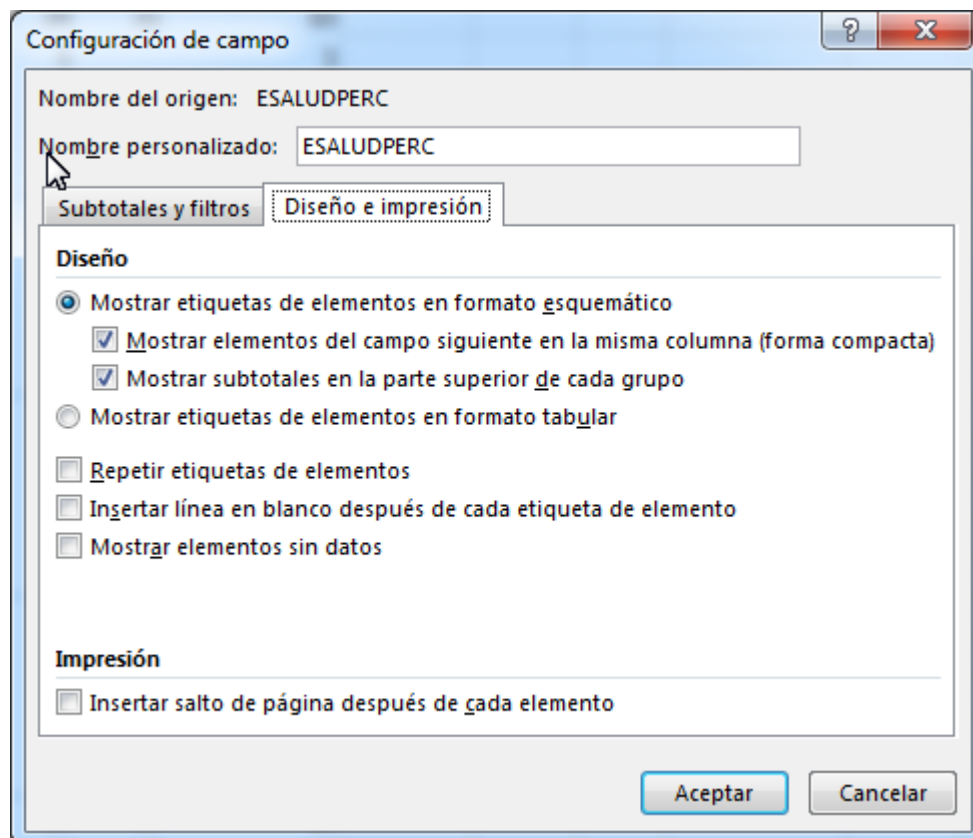 Configuración de campo
Nombre del origen: ESALUDPERC
Nombre personalizado: ESALUDPERC
Subtotales y filtros Diseño e impresión
Diseño
Mostrar etiquetas de elementos en formato esquemático
Mostrar elementos del campo siguiente en la misma columna (forma compacta)
Mostrar subtotales en la parte superior de cada grupo
Mostrar etiquetas de elementos en formato tabular
Repetir etiquetas de elementos
Insertar línea en blanco después de cada etiqueta de elemento
Mostrar elementos sin datos
Impresión
Insertar salto de página después de cada elemento
Aceptar Cancelar